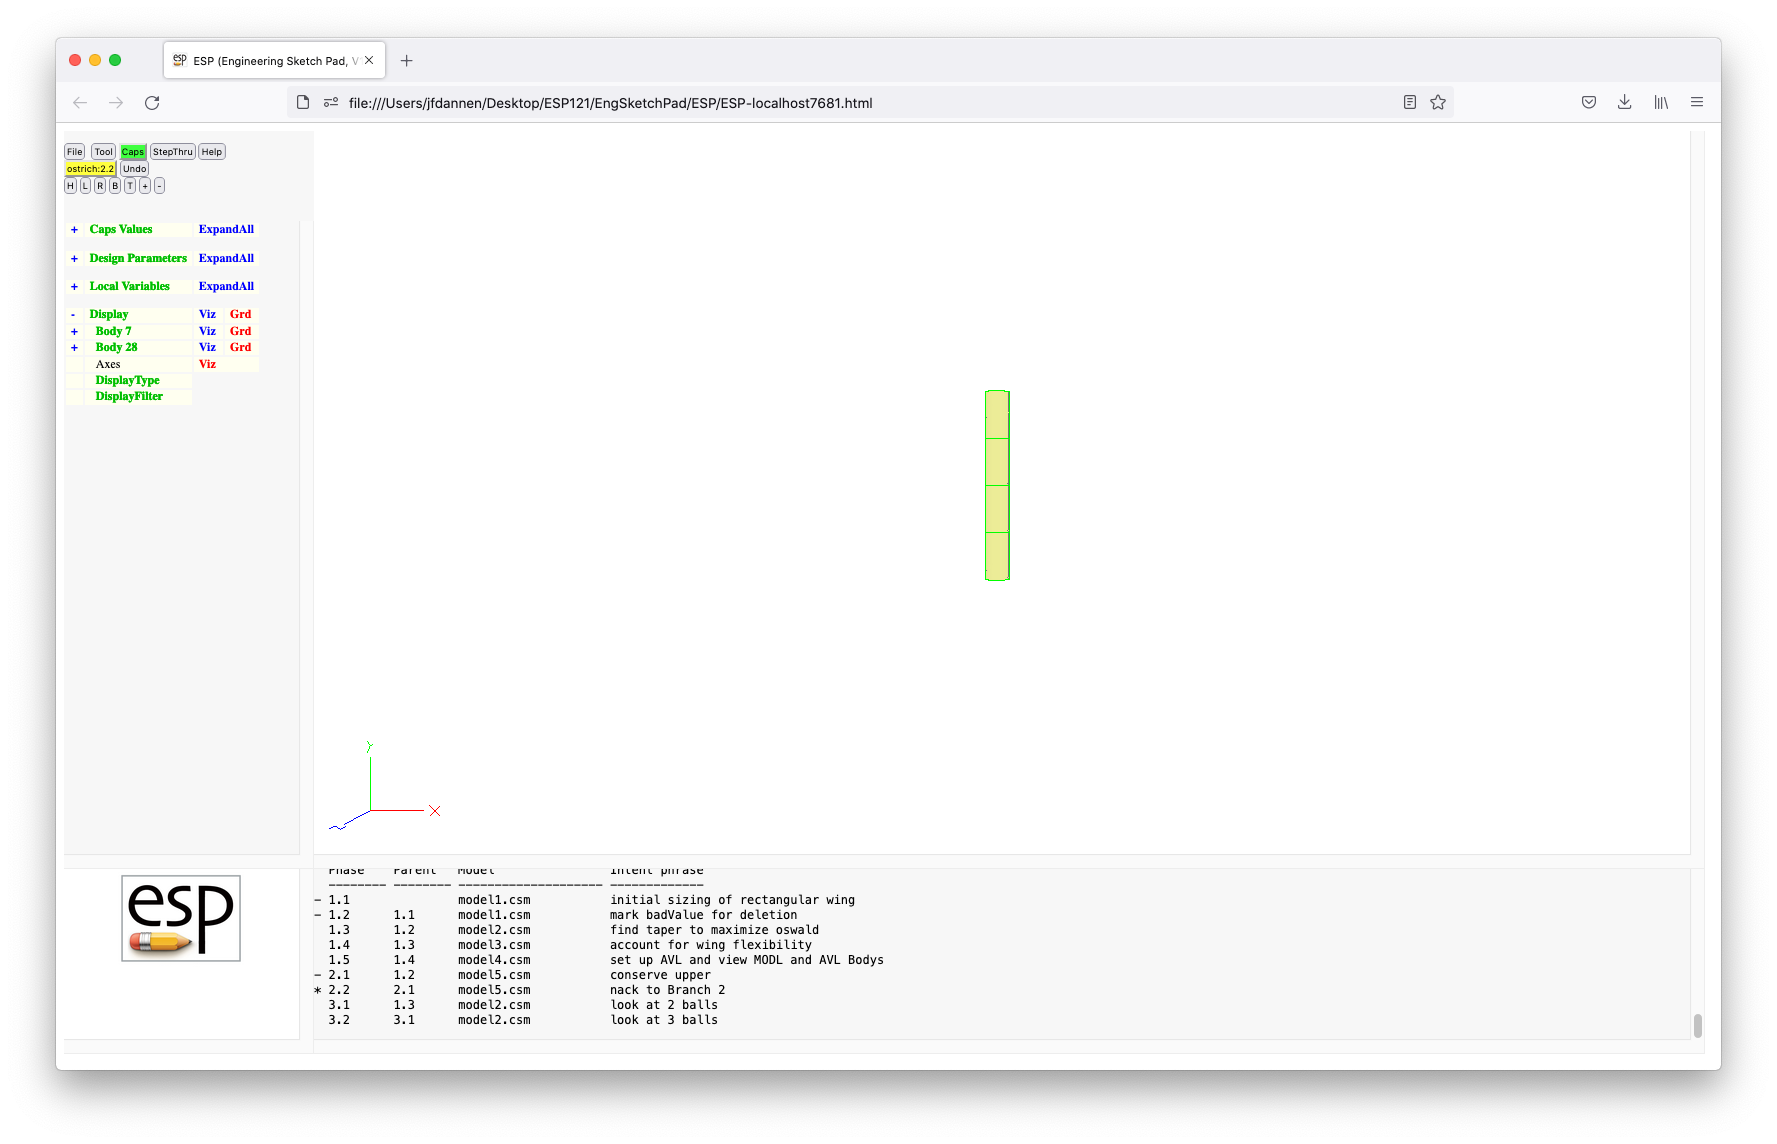 ESP (Engineering Sketch Pad, V
file:///Users/jfdannen/Desktop/ESP121/EngSketchPad/ESP/ESP-localhost7681.html
File Tool Caps StepThru Help
ostrich:2.2 Undo
H L R B T + -
+ Caps Values ExpandAll
+ Design Parameters ExpandAll
+ Local Variables ExpandAll
- Display Viz Grd
+ Body 7 Viz Grd
+ Body 28 Viz Grd
Axes Viz
DisplayType
DisplayFilter
Y
X
esp
Phase Parent Model Intent phrase
-------- -------- -------------------- -------------
- 1.1 model1.csm initial sizing of rectangular wing
- 1.2 1.1 model1.csm mark badValue for deletion
1.3 1.2 model2.csm find taper to maximize oswald
1.4 1.3 model3.csm account for wing flexibility
1.5 1.4 model4.csm set up AVL and view MODL and AVL Bodys
- 2.1 1.2 model5.csm conserve upper
* 2.2 2.1 model5.csm nack to Branch 2
3.1 1.3 model2.csm look at 2 balls
3.2 3.1 model2.csm look at 3 balls